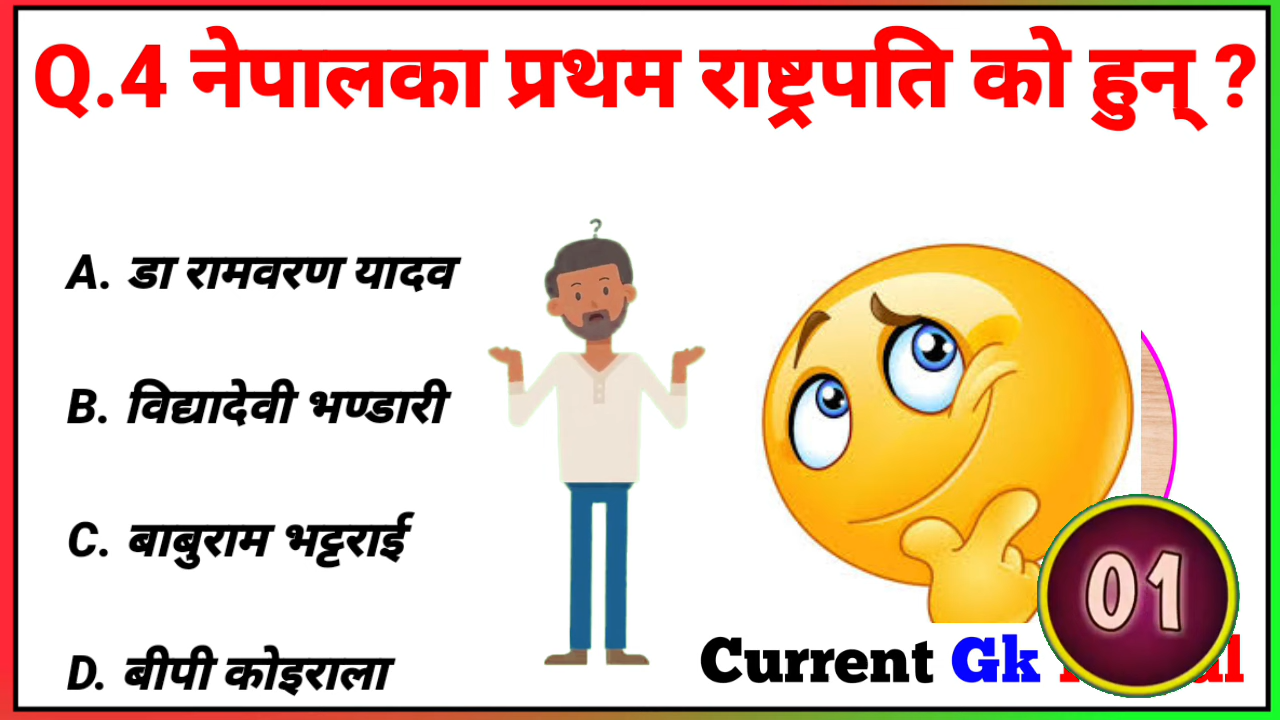 Q.4 नेपालका प्रथम राष्ट्रपति को हुन् ?
?
A. डा रामवरण यादव
B. विद्यादेवी भण्डारी
C. बाबुराम भट्टराई
D. बीपी कोइराला
01
Current Gk